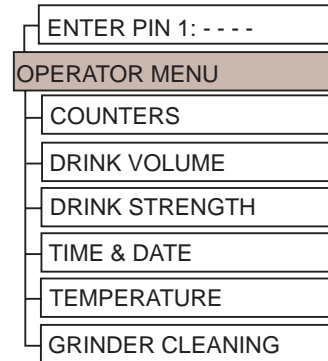 ENTER PIN 1: - - - -
OPERATOR MENU
COUNTERS
DRINK VOLUME
DRINK STRENGTH
TIME & DATE
TEMPERATURE
GRINDER CLEANING